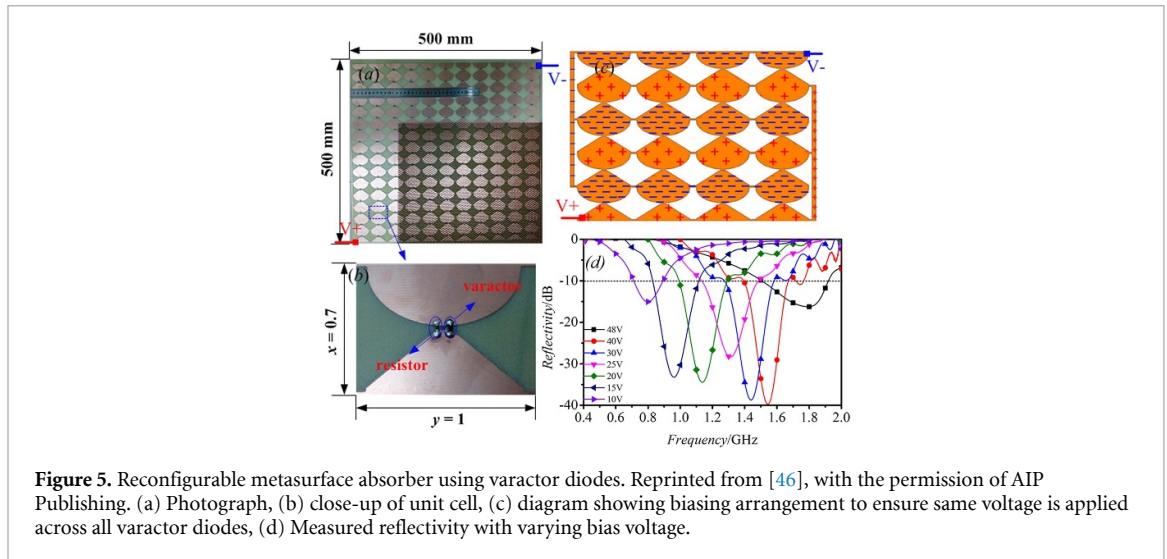 500 mm
(a)
V-
500 mm
V+
(c)
V-
V+
(b)
varactor
resistor
x = 0.7
y = 1
(d)
0
-10
-20
-30
-40
Reflectivity/dB
48V
40V
30V
25V
20V
15V
10V
0.4 0.6 0.8 1.0 1.2 1.4 1.6 1.8 2.0
Frequency/GHz
Figure 5. Reconfigurable metasurface absorber using varactor diodes. Reprinted from [46], with the permission of AIP
Publishing. (a) Photograph, (b) close-up of unit cell, (c) diagram showing biasing arrangement to ensure same voltage is applied
across all varactor diodes, (d) Measured reflectivity with varying bias voltage.